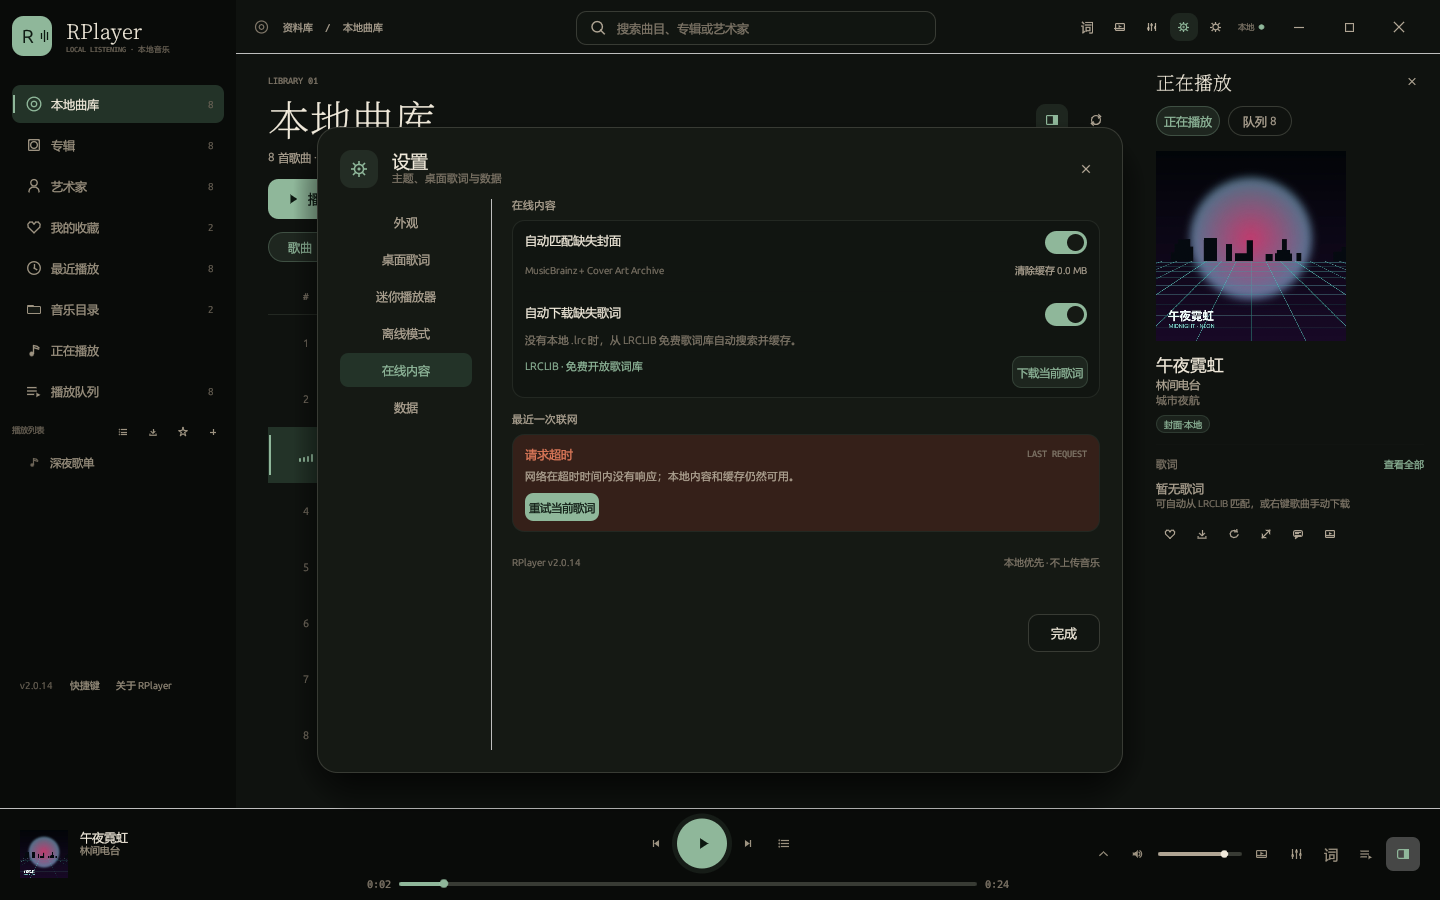 RPlayer
LOCAL LISTENING · 本地音乐
本地曲库 8
专辑 8
艺术家 8
我的收藏 2
最近播放 8
音乐目录 2
正在播放
播放队列 8
播放列表
深夜歌单
v2.0.14 快捷键 关于 RPlayer
资料库 / 本地曲库
搜索曲目、专辑或艺术家
词
本地
LIBRARY 01
本地曲库
8 首歌曲 ·
歌曲
#
1
2
4
5
6
7
8
设置
主题、桌面歌词与数据
外观
桌面歌词
迷你播放器
离线模式
在线内容
数据
在线内容
自动匹配缺失封面
MusicBrainz + Cover Art Archive
清除缓存 0.0 MB
自动下载缺失歌词
没有本地 .lrc 时，从 LRCLIB 免费歌词库自动搜索并缓存。
LRCLIB · 免费开放歌词库
下载当前歌词
最近一次联网
请求超时
LAST REQUEST
网络在超时时间内没有响应；本地内容和缓存仍然可用。
重试当前歌词
RPlayer v2.0.14
本地优先 · 不上传音乐
完成
正在播放
正在播放
队列 8
午夜霓虹
MIDNIGHT · NEON
午夜霓虹
林间电台
城市夜航
封面·本地
歌词
查看全部
暂无歌词
可自动从 LRCLIB 匹配，或右键歌曲手动下载
午夜霓虹
林间电台
0:02
0:24
词